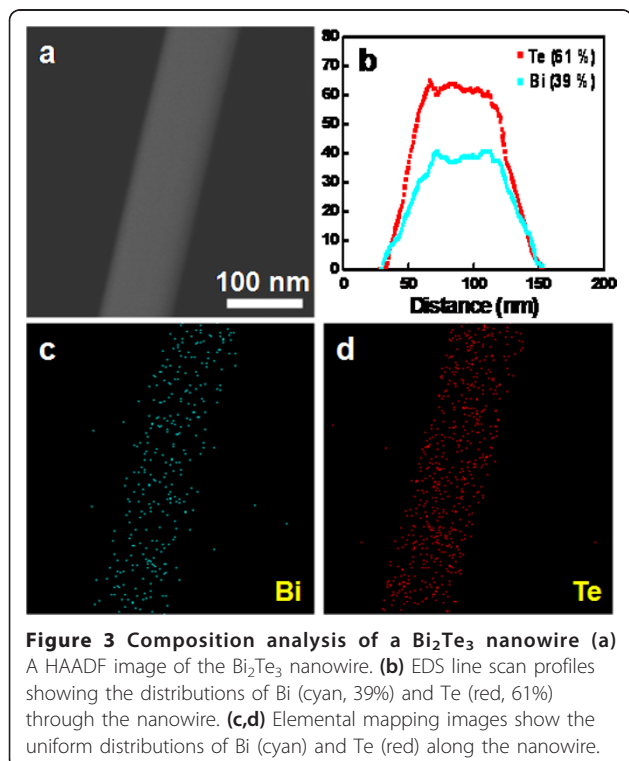 a
100 nm
b
Te (61 %)
Bi (39 %)
80
70
60
50
40
30
20
10
0
0 50 100 150 200
Distance (nm)
c
Bi
d
Te
Figure 3 Composition analysis of a Bi₂Te₃ nanowire (a)
A HAADF image of the Bi₂Te₃ nanowire. (b) EDS line scan profiles
showing the distributions of Bi (cyan, 39%) and Te (red, 61%)
through the nanowire. (c,d) Elemental mapping images show the
uniform distributions of Bi (cyan) and Te (red) along the nanowire.